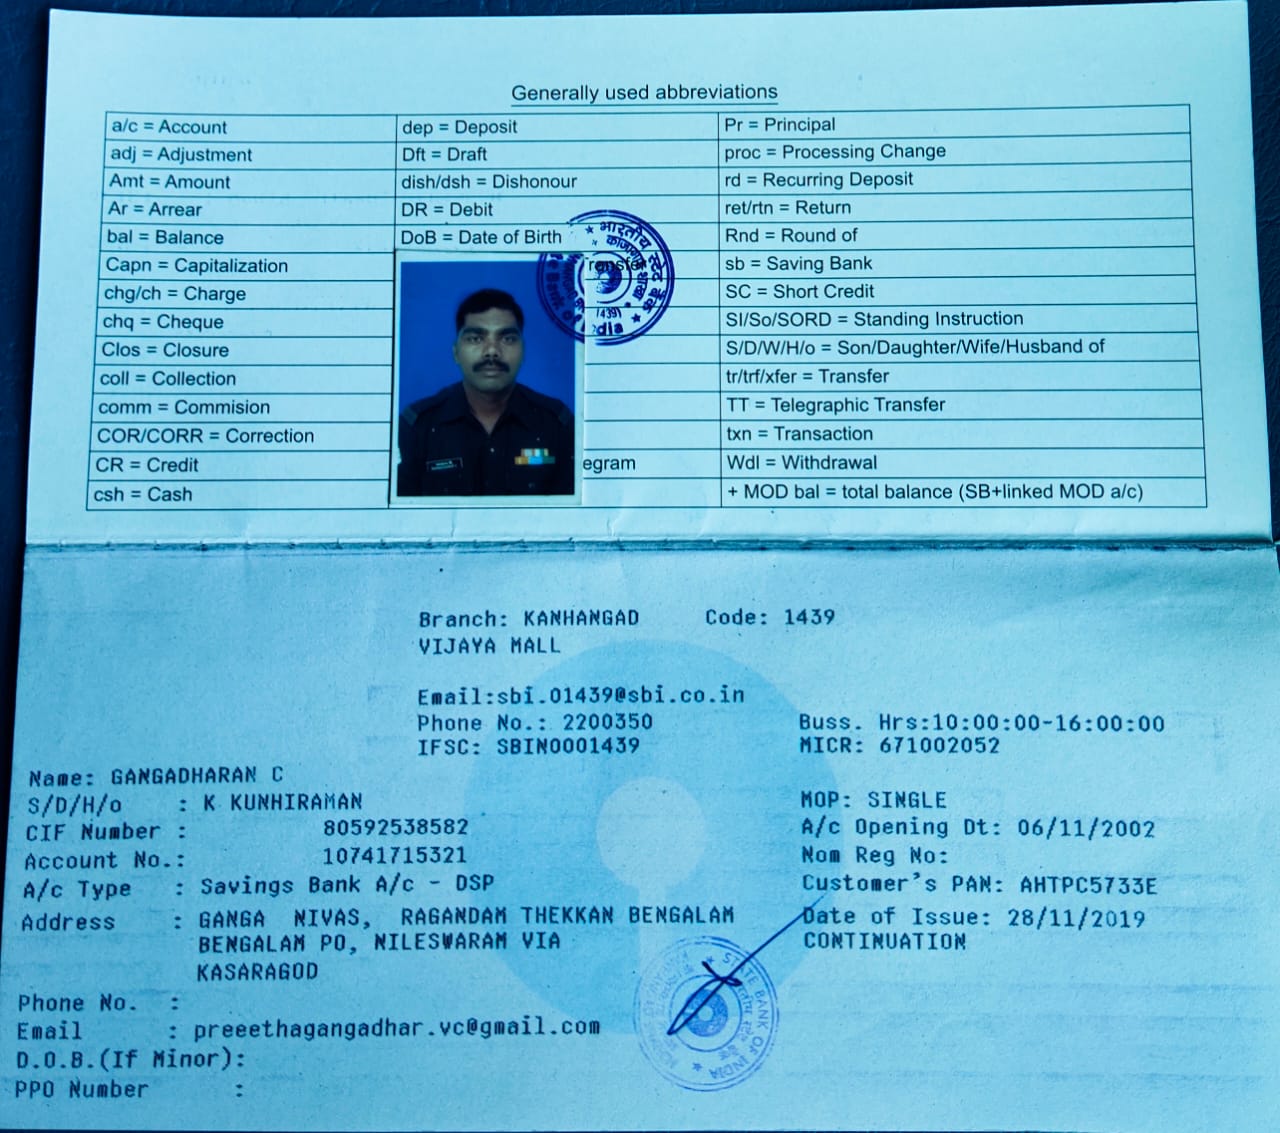 Generally used abbreviations
a/c = Account dep = Deposit Pr = Principal
adj = Adjustment Dft = Draft proc = Processing Change
Amt = Amount dish/dsh = Dishonour rd = Recurring Deposit
Ar = Arrear DR = Debit ret/rtn = Return
bal = Balance DoB = Date of Birth Rnd = Round of
Capn = Capitalization sb = Saving Bank
chg/ch = Charge SC = Short Credit
chq = Cheque SI/So/SORD = Standing Instruction
Clos = Closure S/D/W/H/o = Son/Daughter/Wife/Husband of
coll = Collection tr/trf/xfer = Transfer
comm = Commision TT = Telegraphic Transfer
COR/CORR = Correction txn = Transaction
CR = Credit egram Wdl = Withdrawal
csh = Cash + MOD bal = total balance (SB+linked MOD a/c)
भारतीय स्टेट बैंक
Branch: KANHANGAD Code: 1439
VIJAYA MALL
Email:sbi.01439@sbi.co.in
Phone No.: 2200350 Buss. Hrs:10:00:00-16:00:00
IFSC: SBIN0001439 MICR: 671002052
Name: GANGADHARAN C
S/D/H/o : K KUNHIRAMAN MOP: SINGLE
CIF Number : 80592538582 A/c Opening Dt: 06/11/2002
Account No.: 10741715321 Nom Reg No:
A/c Type : Savings Bank A/c - DSP Customer's PAN: AHTPC5733E
Address : GANGA NIVAS, RAGANDAM THEKKAN BENGALAM Date of Issue: 28/11/2019
BENGALAM PO, NILESWARAM VIA CONTINUATION
KASARAGOD
Phone No. :
Email : preeethagangadhar.vc@gmail.com
D.O.B.(If Minor):
PPO Number :
STATE BANK OF INDIA